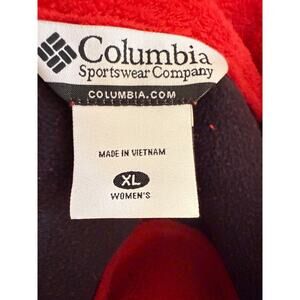 Columbia
Sportswear Company
COLUMBIA.COM
MADE IN VIETNAM
XL
WOMEN'S